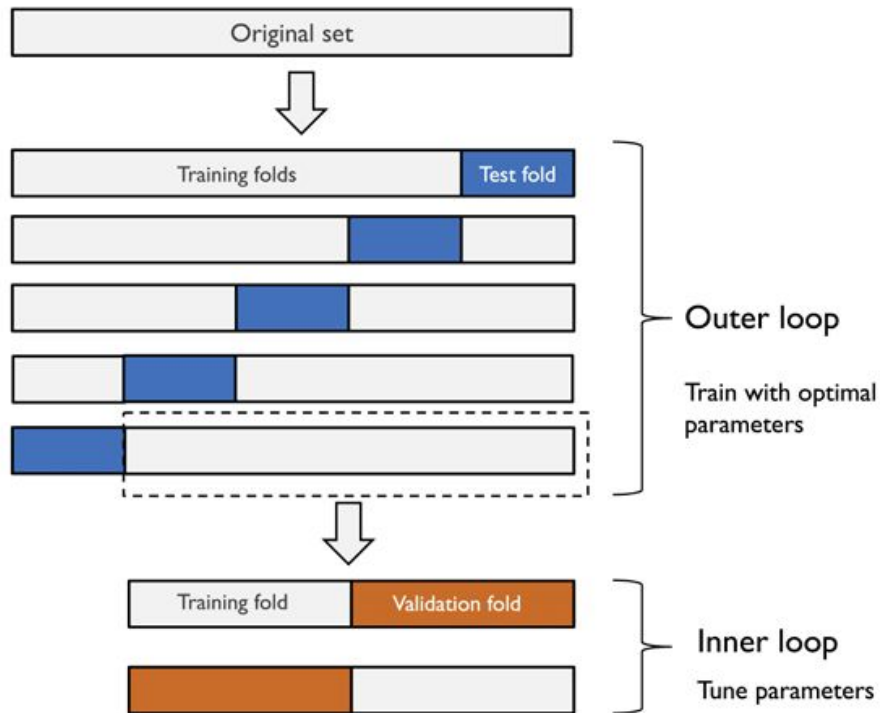 Original set
Training folds
Test fold
Outer loop
Train with optimal
parameters
Training fold
Validation fold
Inner loop
Tune parameters